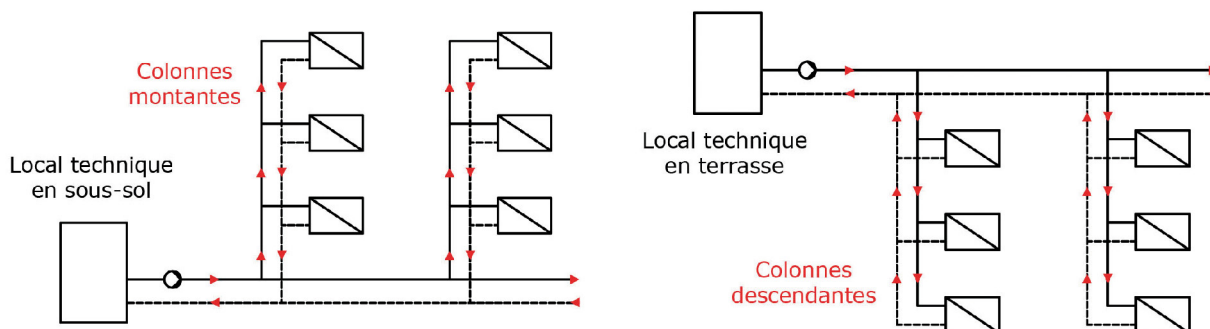 Colonnes
montantes
Local technique
en sous-sol
Local technique
en terrasse
Colonnes
descendantes